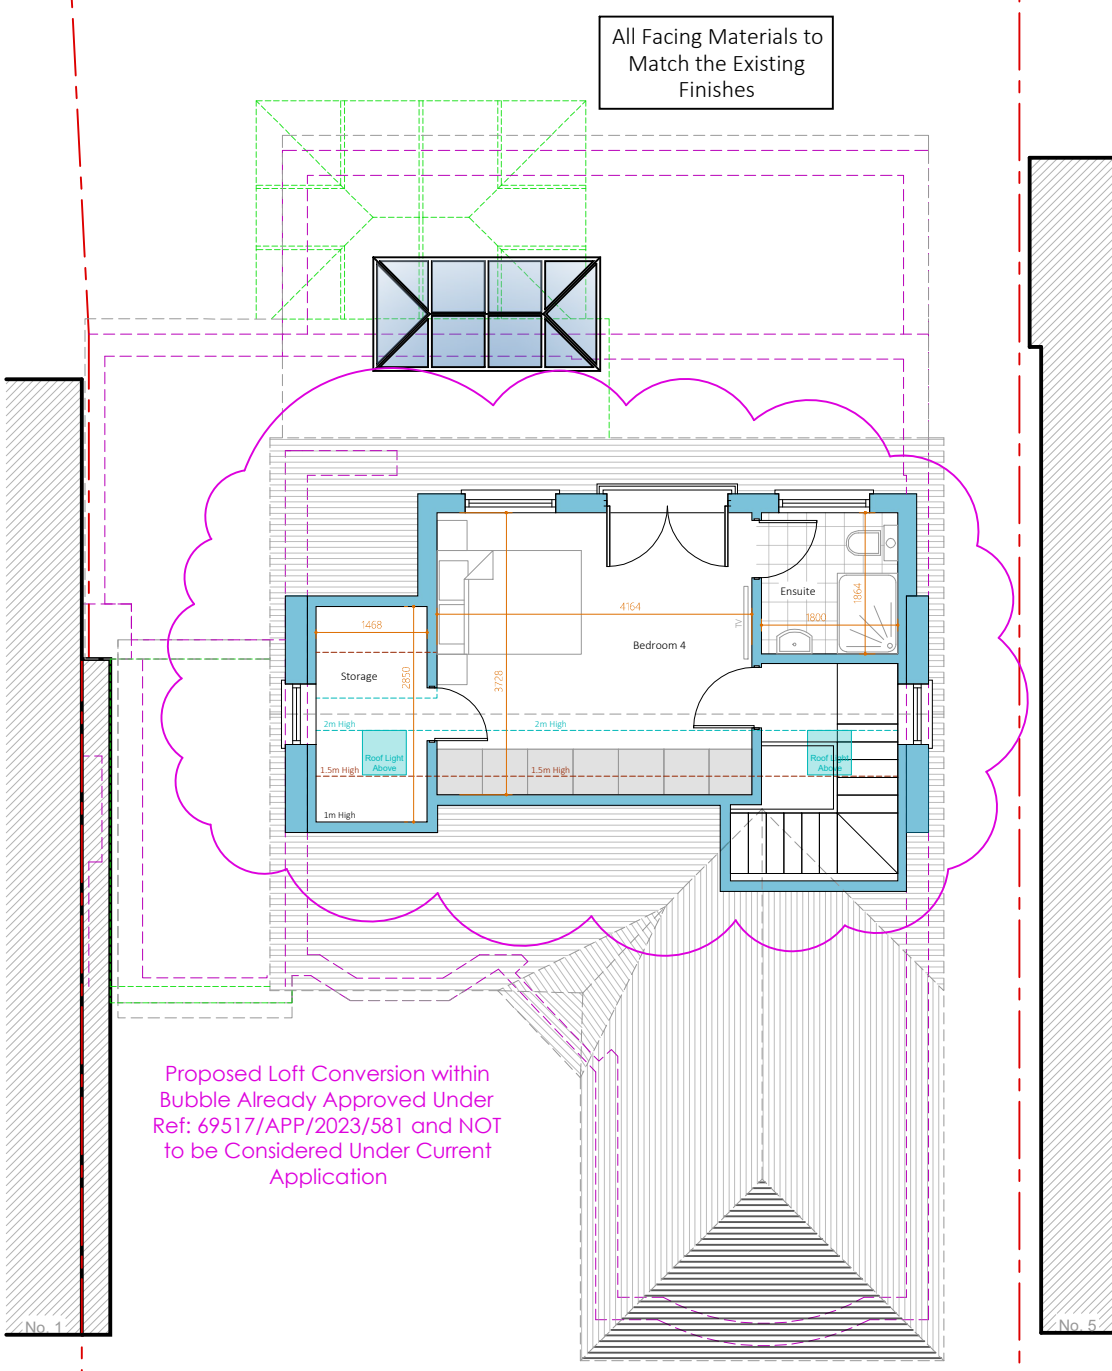 All Facing Materials to
Match the Existing
Finishes
4164
1468
1864
1800
Ensuite
TV
Bedroom 4
Storage
2850
3728
2m High
2m High
Roof Light
Above
Roof Light
Above
1.5m High
1.5m High
1m High
Proposed Loft Conversion within
Bubble Already Approved Under
Ref: 69517/APP/2023/581 and NOT
to be Considered Under Current
Application
No. 1
No. 5